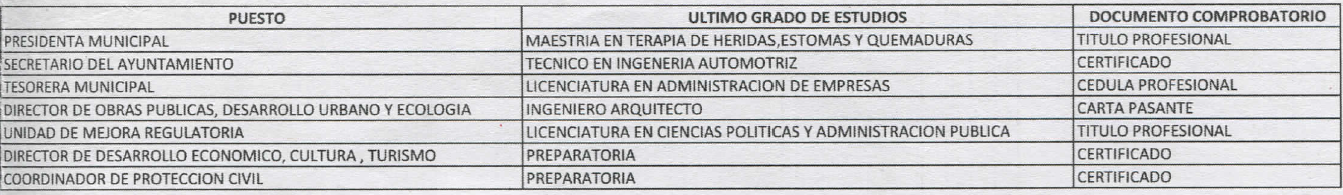 PUESTO ULTIMO GRADO DE ESTUDIOS DOCUMENTO COMPROBATORIO
PRESIDENTA MUNICIPAL MAESTRIA EN TERAPIA DE HERIDAS,ESTOMAS Y QUEMADURAS TITULO PROFESIONAL
SECRETARIO DEL AYUNTAMIENTO TECNICO EN INGENERIA AUTOMOTRIZ CERTIFICADO
TESORERA MUNICIPAL LICENCIATURA EN ADMINISTRACION DE EMPRESAS CEDULA PROFESIONAL
DIRECTOR DE OBRAS PUBLICAS, DESARROLLO URBANO Y ECOLOGIA INGENIERO ARQUITECTO CARTA PASANTE
UNIDAD DE MEJORA REGULATORIA LICENCIATURA EN CIENCIAS POLITICAS Y ADMINISTRACION PUBLICA TITULO PROFESIONAL
DIRECTOR DE DESARROLLO ECONOMICO, CULTURA , TURISMO PREPARATORIA CERTIFICADO
COORDINADOR DE PROTECCION CIVIL PREPARATORIA CERTIFICADO